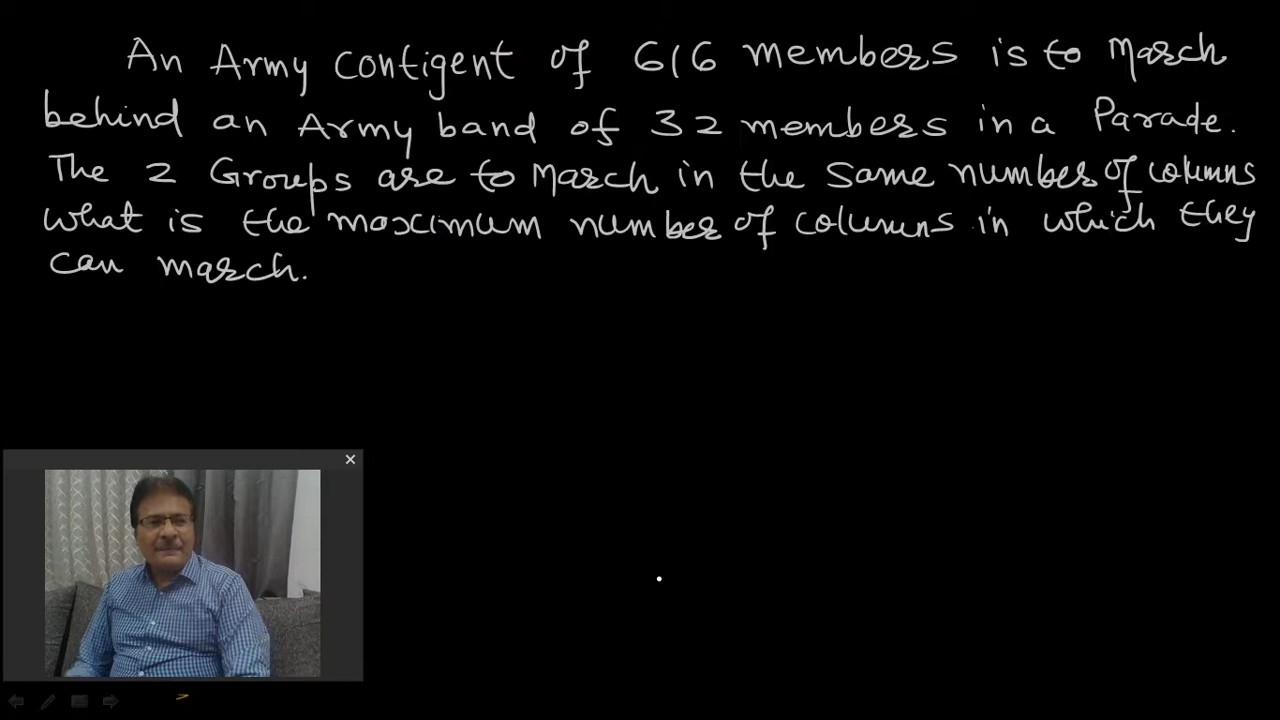 An Army contigent of 616 members is to March
behind an Army band of 32 members in a Parade.
The 2 Groups are to March in the same number of columns
what is the maximum number of columns in which they
can march.